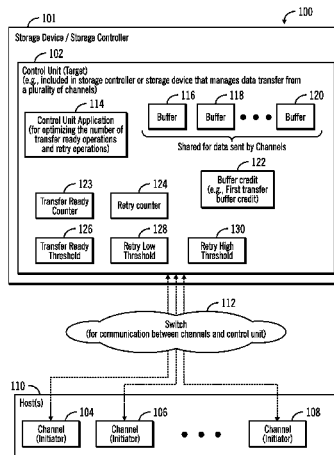 100
101
Storage Device / Storage Controller
102
Control Unit (Target)
(e.g., included in storage controller or storage device that manages data transfer from
a plurality of channels)
114
Control Unit Application
(for optimizing the number of
transfer ready operations
and retry operations)
116
118
120
Buffer
Buffer
Buffer
Shared for data sent by Channels
122
Buffer credit
(e.g., First transfer
buffer credit)
123
Transfer Ready
Counter
124
Retry counter
126
Transfer Ready
Threshold
128
Retry Low
Threshold
130
Retry High
Threshold
112
Switch
(for communication between channels and control unit)
110
Host(s)
104
Channel
(Initiator)
106
Channel
(Initiator)
108
Channel
(Initiator)